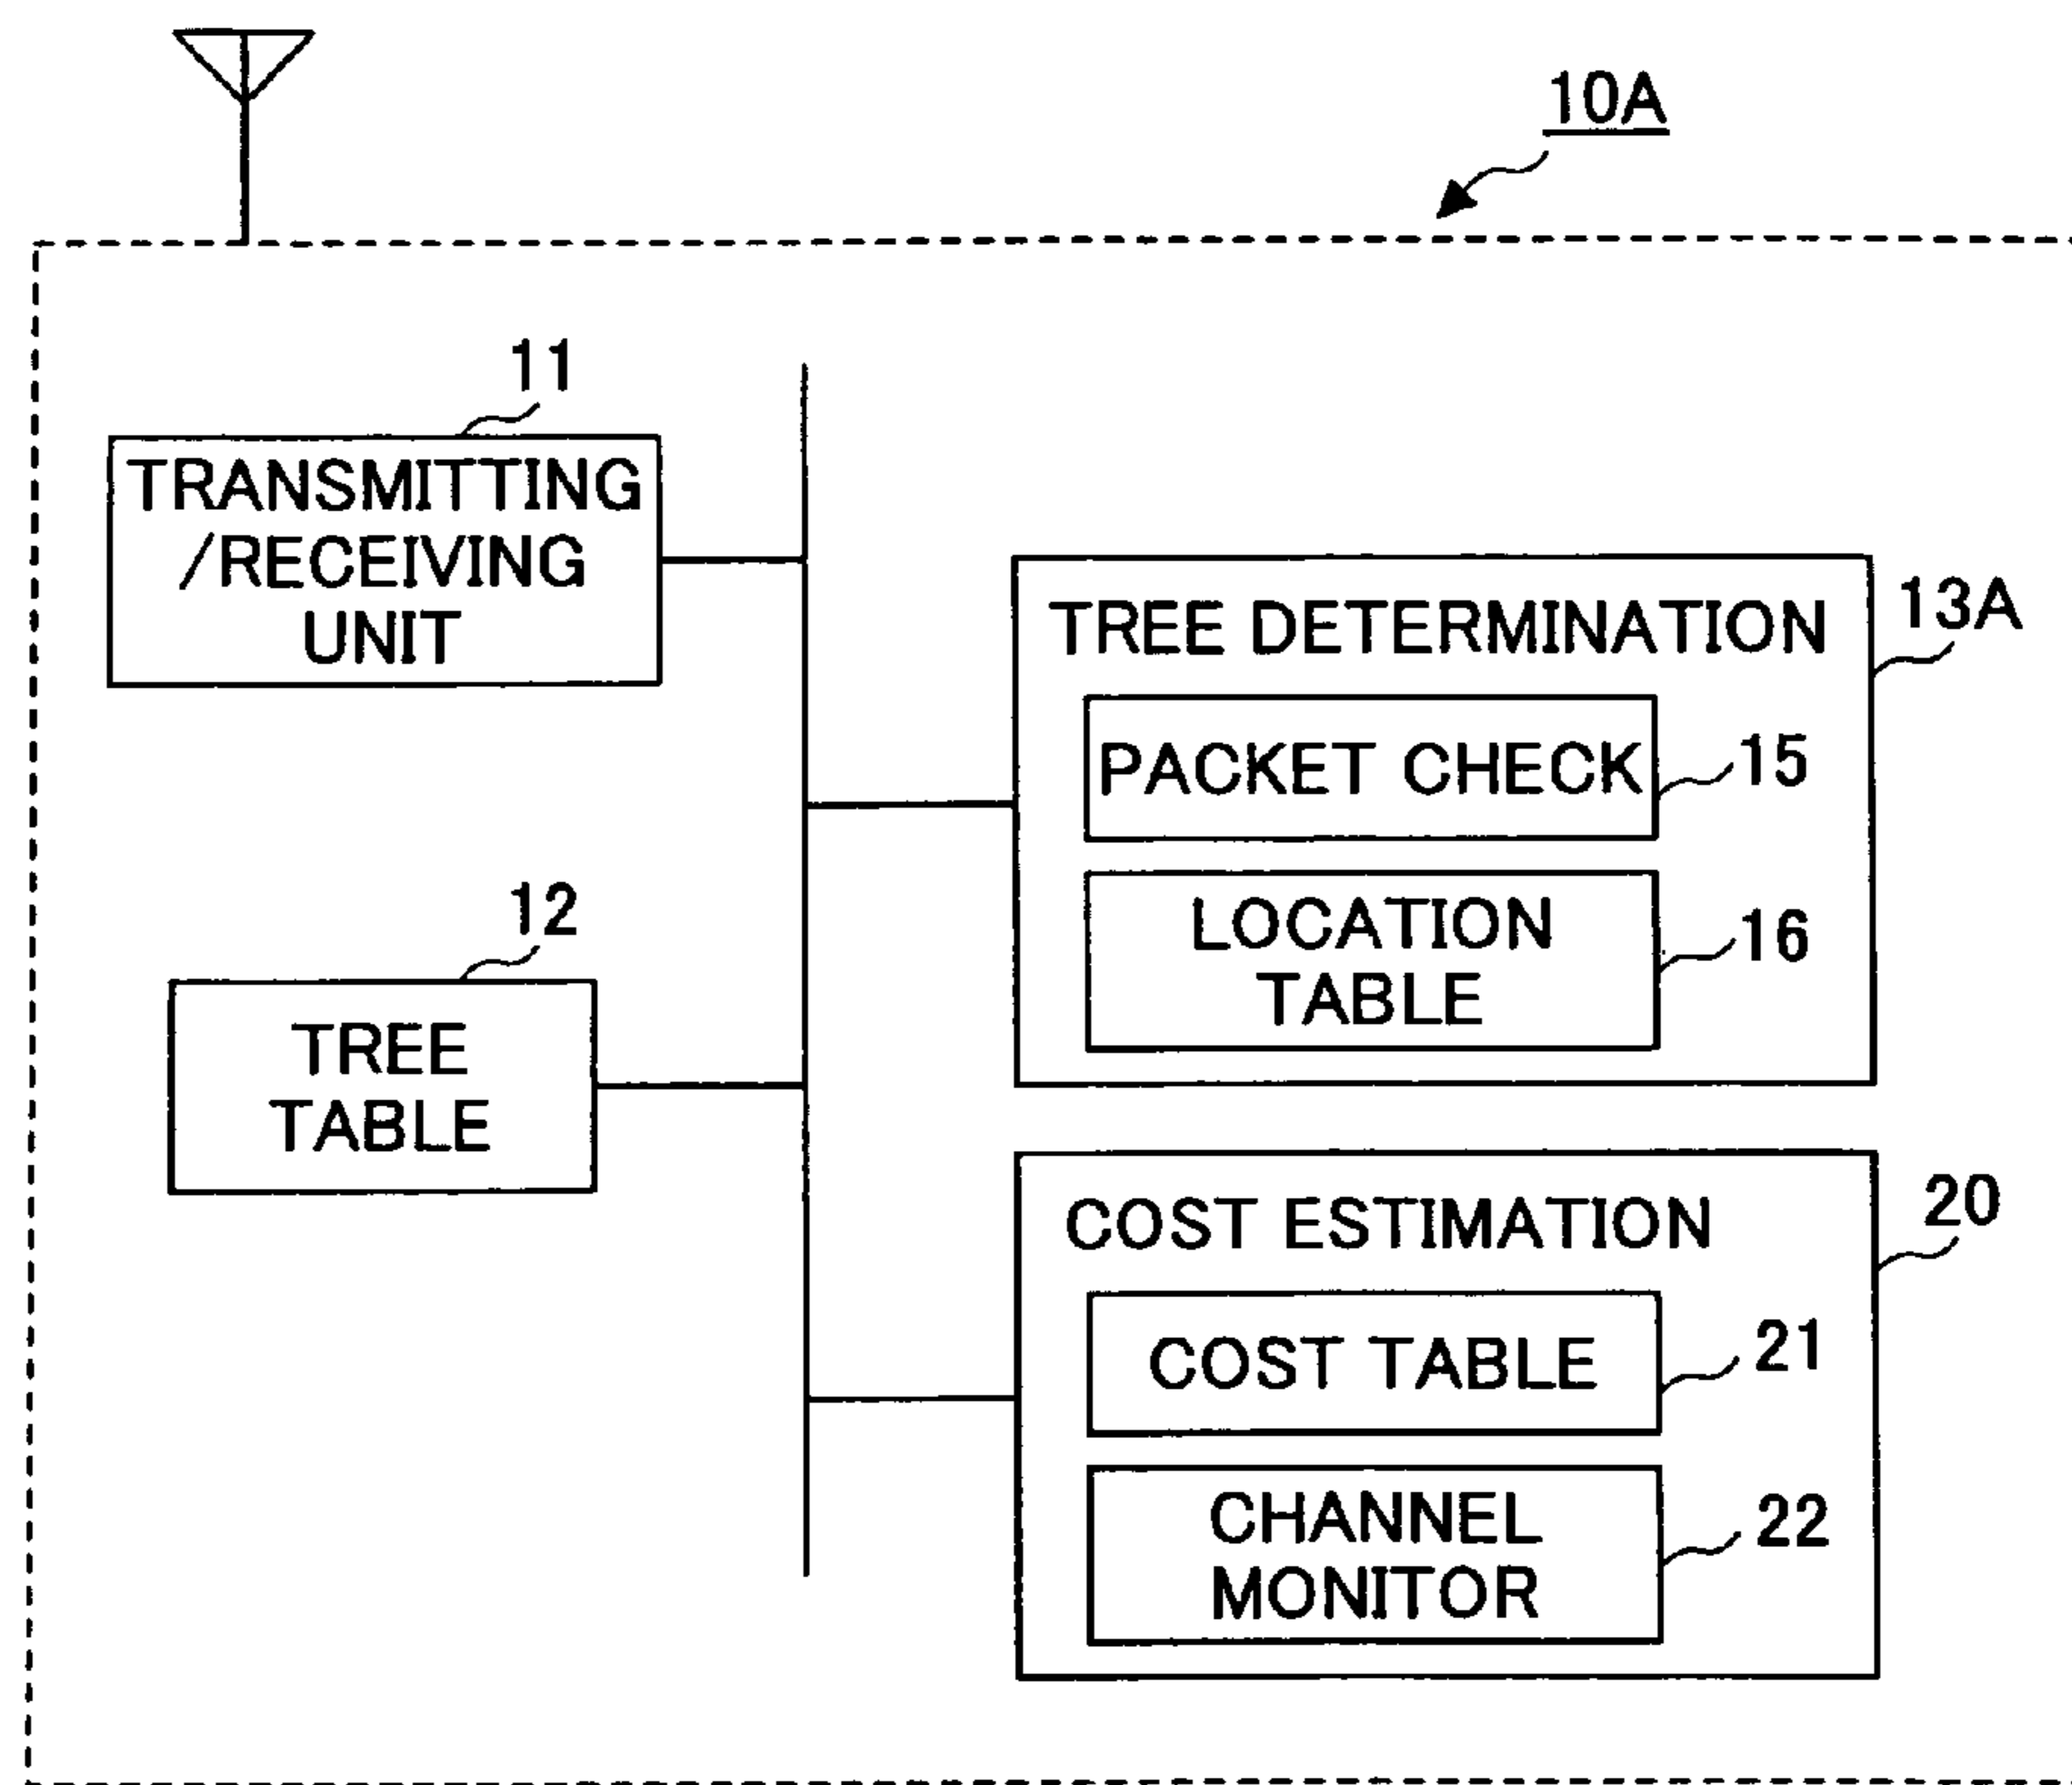 10A
11
TRANSMITTING
/RECEIVING
UNIT
13A
TREE DETERMINATION
PACKET CHECK
15
LOCATION
TABLE
16
12
TREE
TABLE
20
COST ESTIMATION
COST TABLE
21
CHANNEL
MONITOR
22